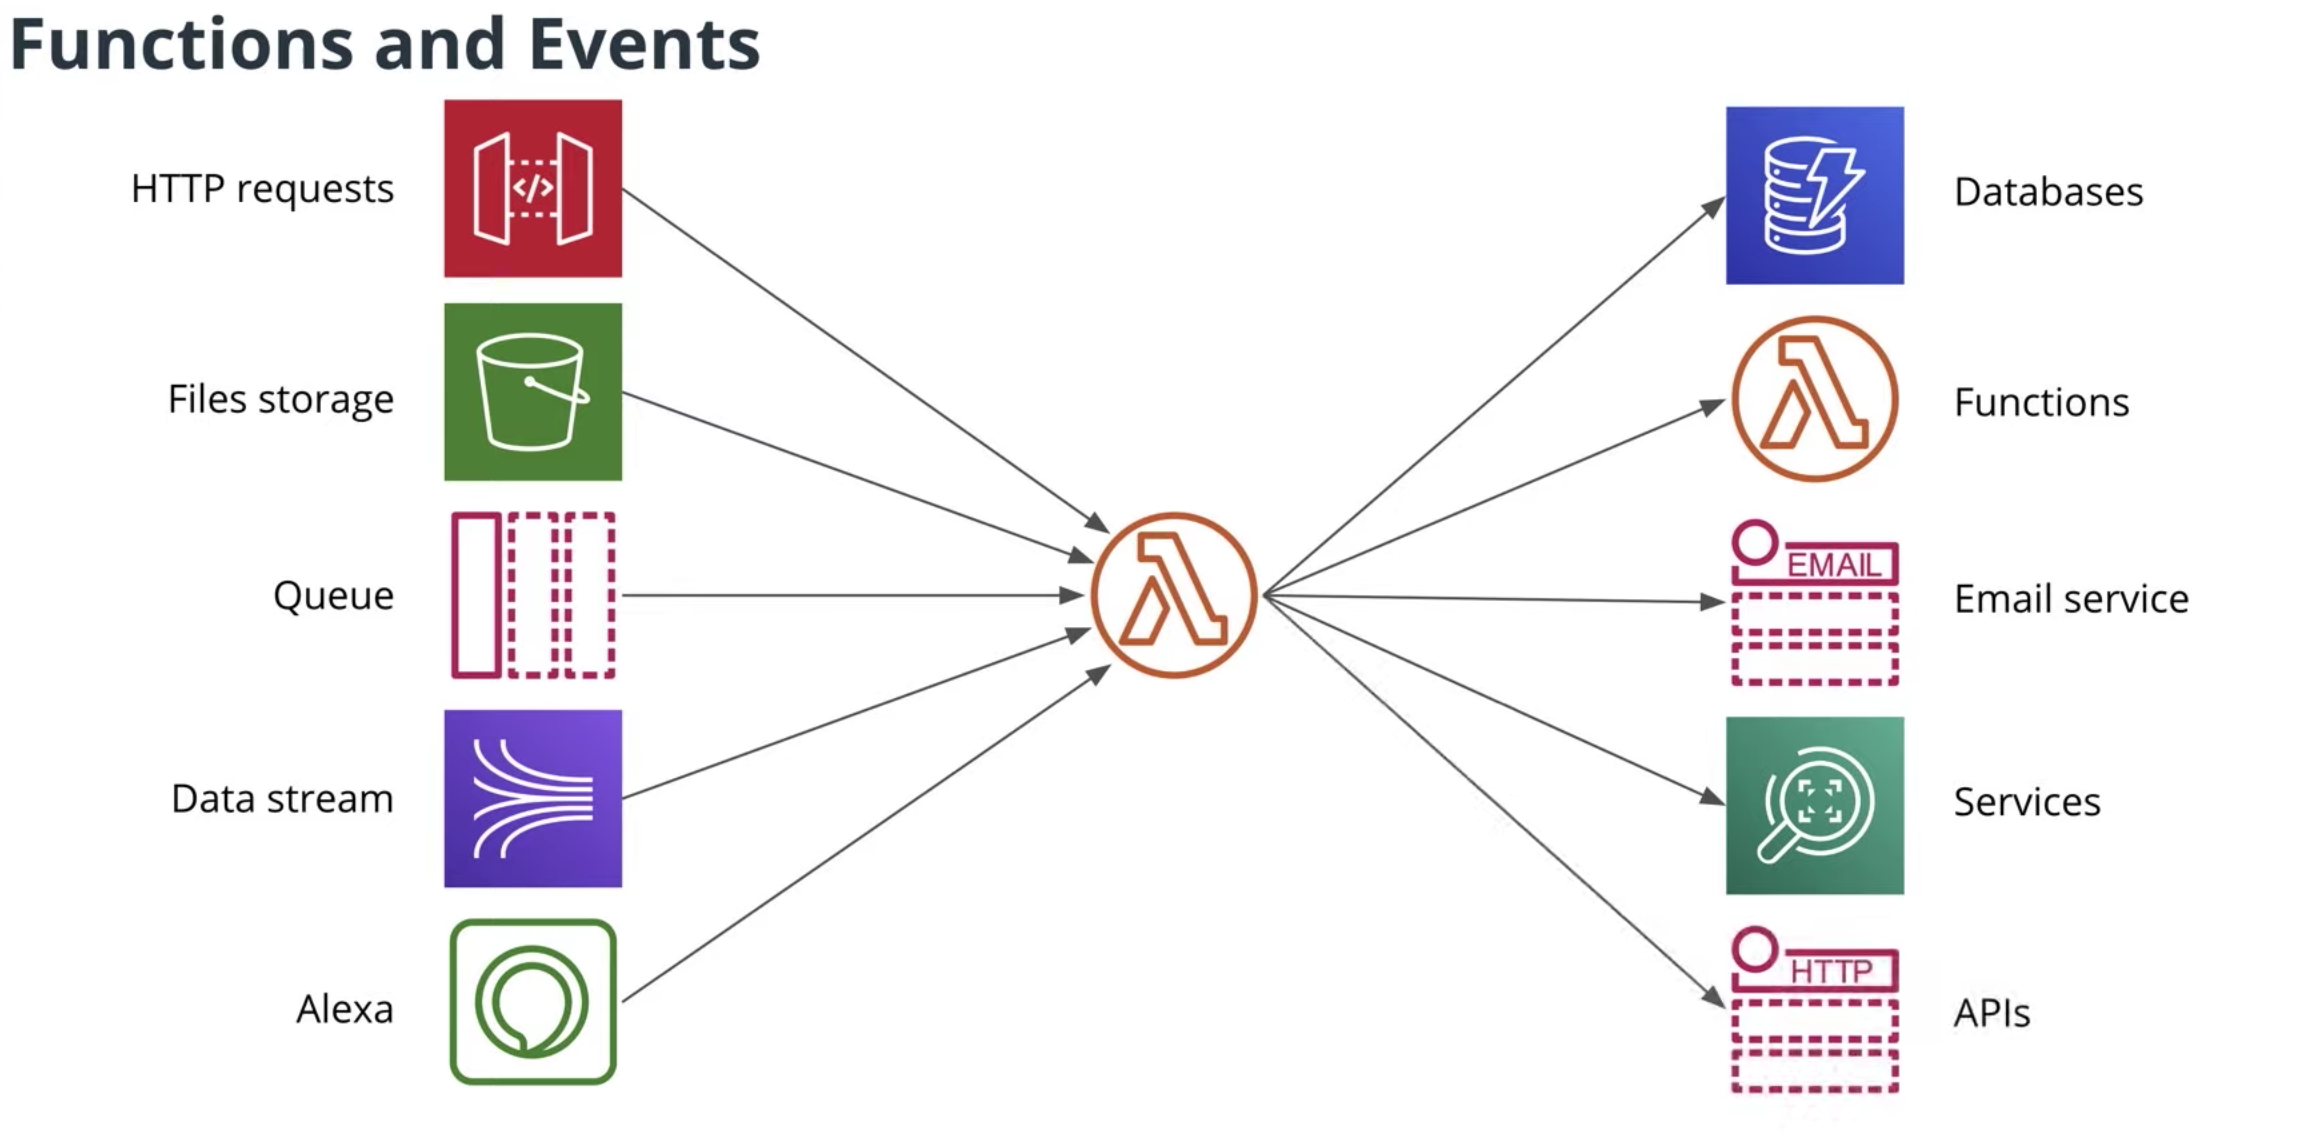 Functions and Events
HTTP requests
</>
Files storage
Queue
Data stream
Alexa
Databases
Functions
EMAIL
Email service
Services
HTTP
APIs